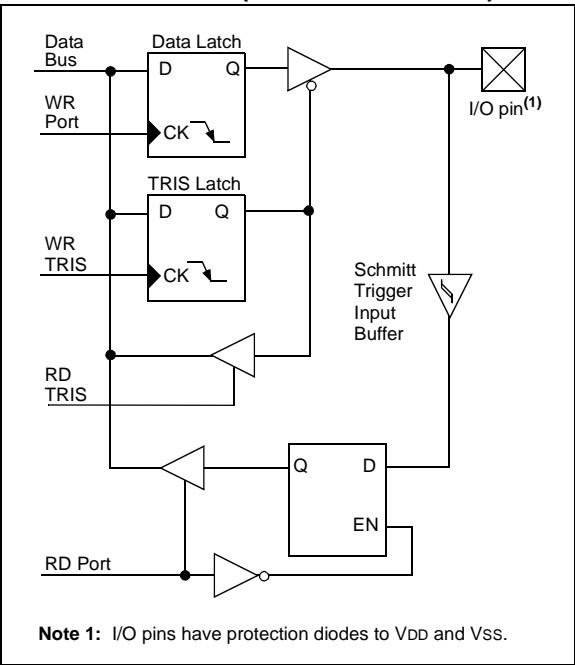 Data
Bus
Data Latch
D Q
WR
Port
CK
I/O pin(1)
TRIS Latch
D Q
WR
TRIS
CK
Schmitt
Trigger
Input
Buffer
RD
TRIS
Q D
EN
RD Port
Note 1: I/O pins have protection diodes to VDD and VSS.